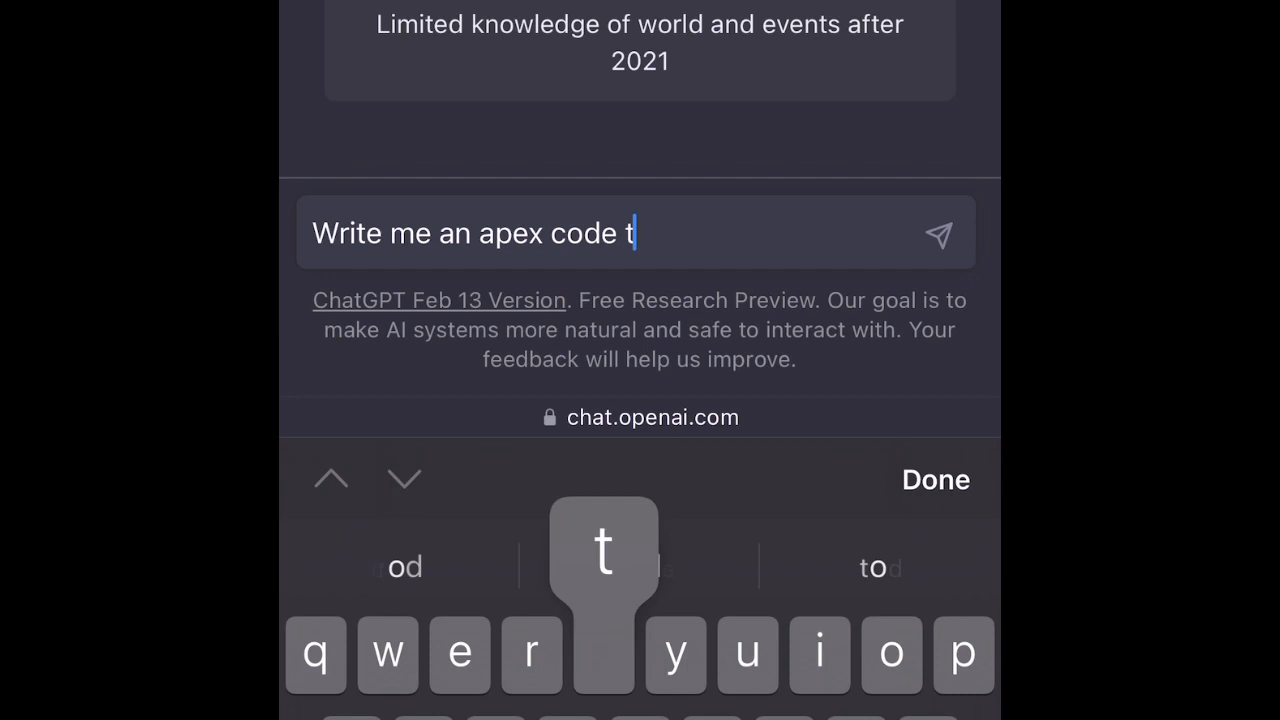 Limited knowledge of world and events after
2021
Write me an apex code t
ChatGPT Feb 13 Version. Free Research Preview. Our goal is to
make AI systems more natural and safe to interact with. Your
feedback will help us improve.
chat.openai.com
Done
t
q w e r y u i o p